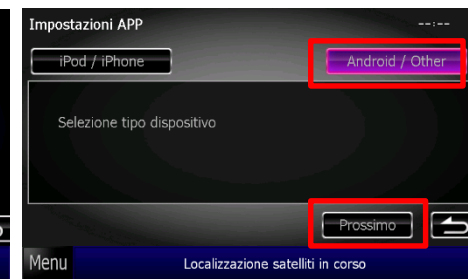 Impostazioni APP --:--
iPod / iPhone Android / Other
Selezione tipo dispositivo
Prossimo
Menu Localizzazione satelliti in corso